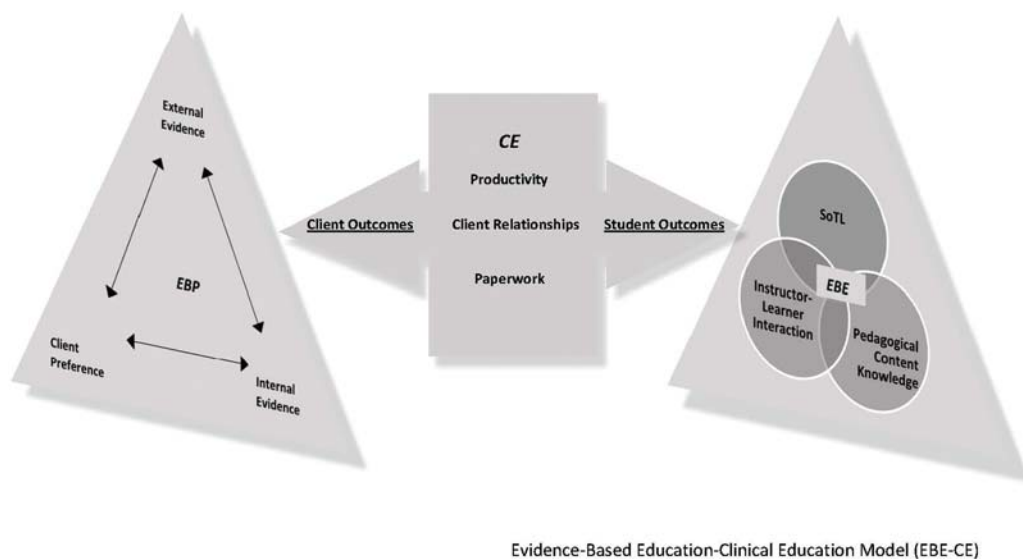 External
Evidence
EBP
Client
Preference
Internal
Evidence
CE
Productivity
Client Outcomes
Client Relationships
Student Outcomes
Paperwork
SoTL
EBE
Instructor-
Learner
Interaction
Pedagogical
Content
Knowledge
Evidence-Based Education-Clinical Education Model (EBE-CE)